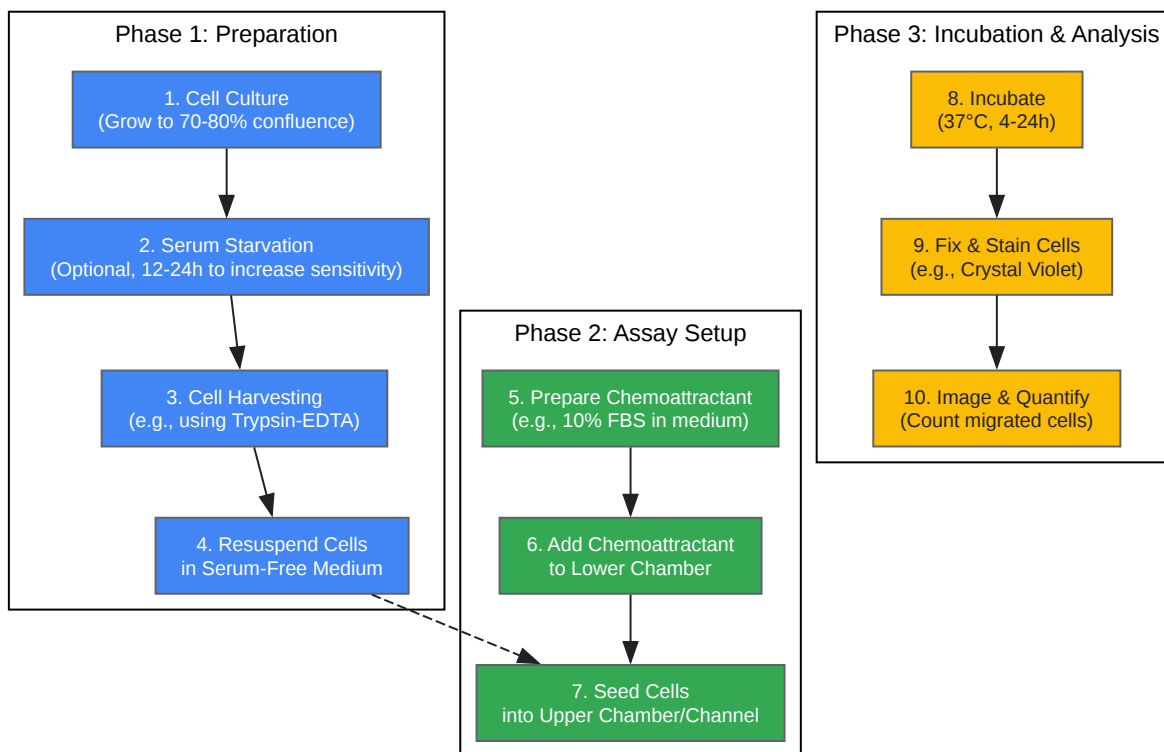 Phase 1: Preparation
1. Cell Culture
(Grow to 70-80% confluence)
2. Serum Starvation
(Optional, 12-24h to increase sensitivity)
3. Cell Harvesting
(e.g., using Trypsin-EDTA)
4. Resuspend Cells
in Serum-Free Medium
Phase 2: Assay Setup
5. Prepare Chemoattractant
(e.g., 10% FBS in medium)
6. Add Chemoattractant
to Lower Chamber
7. Seed Cells
into Upper Chamber/Channel
Phase 3: Incubation & Analysis
8. Incubate
(37°C, 4-24h)
9. Fix & Stain Cells
(e.g., Crystal Violet)
10. Image & Quantify
(Count migrated cells)